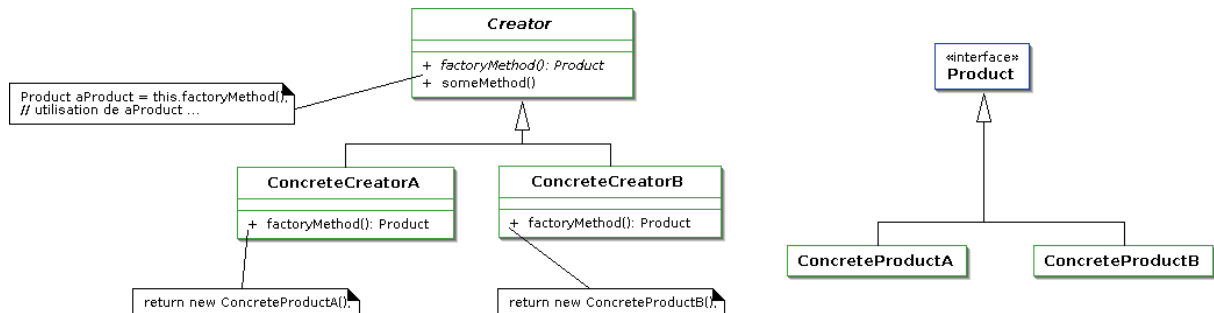 Creator
+ factoryMethod(): Product
+ someMethod()
Product aProduct = this.factoryMethod();
// utilisation de aProduct ...
ConcreteCreatorA
+ factoryMethod(): Product
ConcreteCreatorB
+ factoryMethod(): Product
return new ConcreteProductA();
return new ConcreteProductB();
«interface»
Product
ConcreteProductA
ConcreteProductB